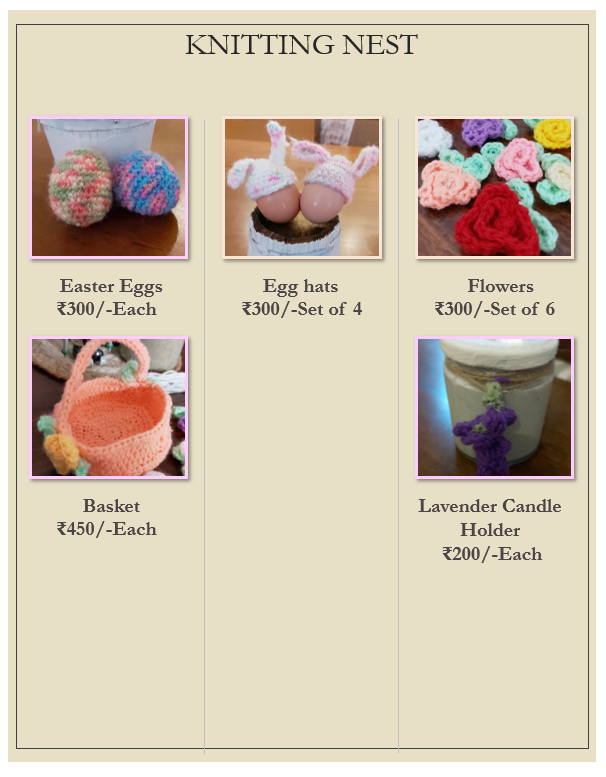 KNITTING NEST
Easter Eggs
₹300/-Each
Egg hats
₹300/-Set of 4
Flowers
₹300/-Set of 6
Basket
₹450/-Each
Lavender Candle
Holder
₹200/-Each